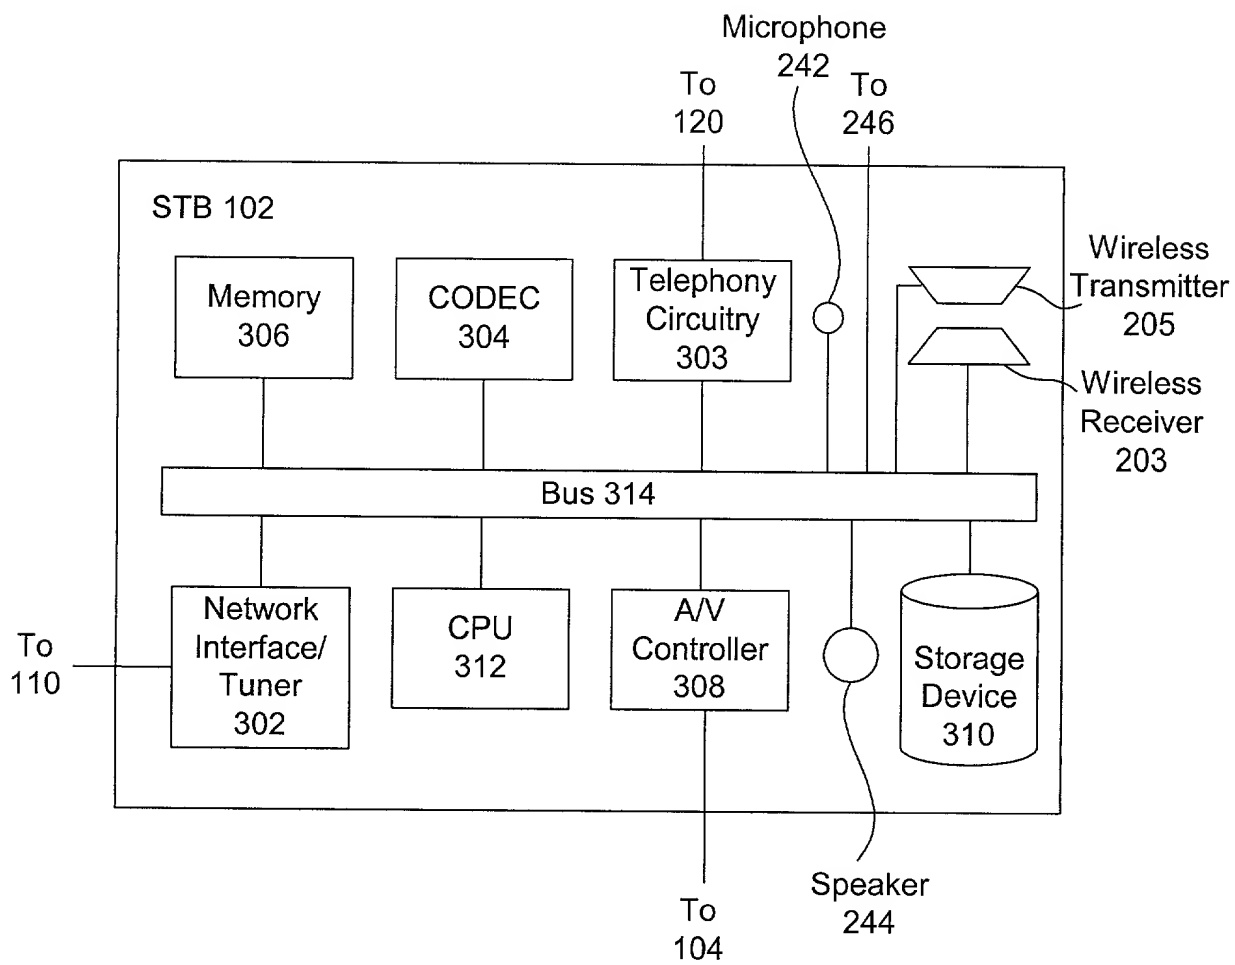 Microphone
242
To
120
To
246
STB 102
Memory
306
CODEC
304
Telephony
Circuitry
303
Wireless
Transmitter
205
Wireless
Receiver
203
Bus 314
To
110
Network
Interface/
Tuner
302
CPU
312
A/V
Controller
308
Storage
Device
310
Speaker
244
To
104